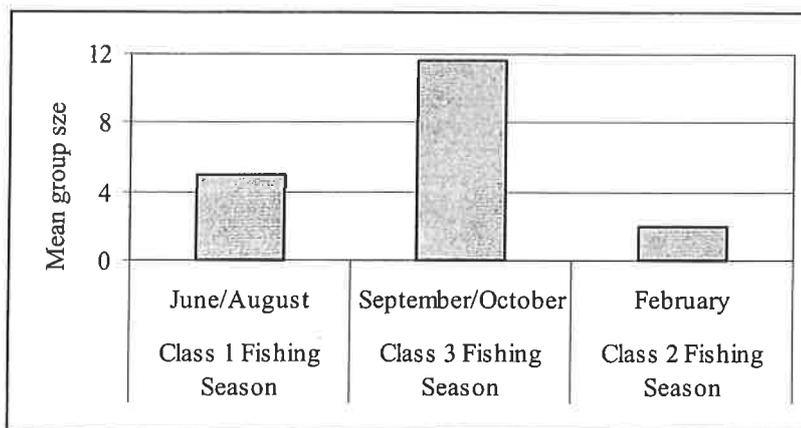 Mean group sze
12
8
4
0
June/August
September/October
February
Class 1 Fishing
Season
Class 3 Fishing
Season
Class 2 Fishing
Season